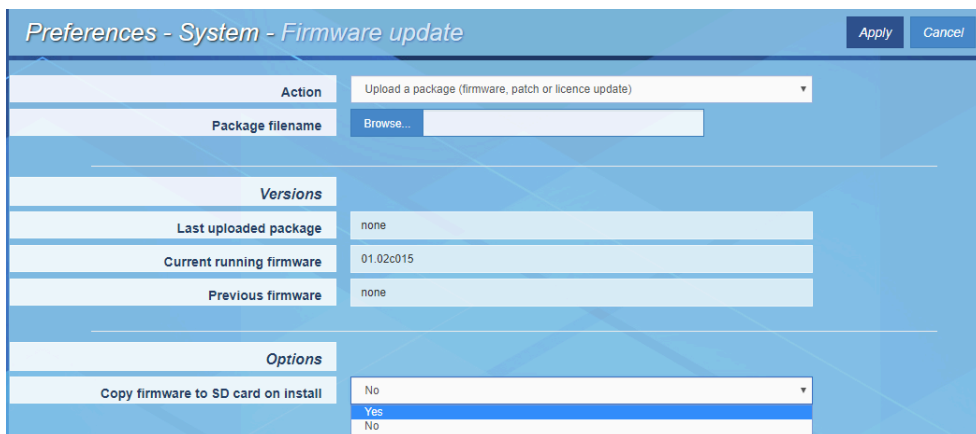 Preferences - System - Firmware update
Apply
Cancel
Action
Upload a package (firmware, patch or licence update)
Package filename
Browse...
Versions
Last uploaded package
none
Current running firmware
01.02c015
Previous firmware
none
Options
Copy firmware to SD card on install
No
Yes
No